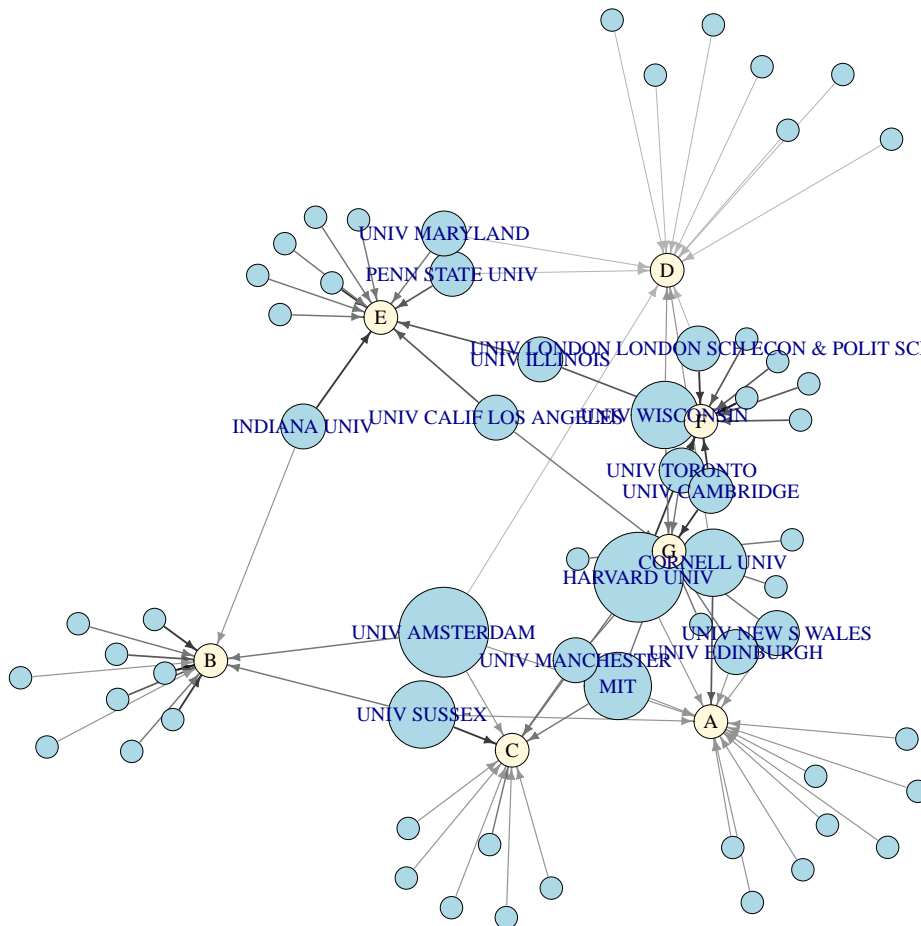 UNIV MARYLAND
PENN STATE UNIV
D
E
UNIV LONDON LONDON SCH ECON & POLIT SCI
UNIV ILLINOIS
INDIANA UNIV
UNIV CALIF LOS ANGELES
UNIV WISCONSIN
F
UNIV TORONTO
UNIV CAMBRIDGE
G
CORNELL UNIV
HARVARD UNIV
UNIV AMSTERDAM
UNIV NEW S WALES
UNIV EDINBURGH
B
UNIV MANCHESTER
MIT
UNIV SUSSEX
A
C